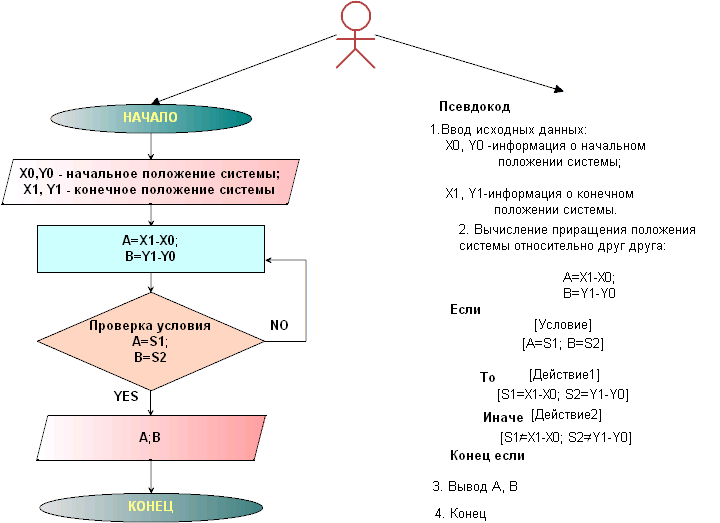 НАЧАЛО
X0,Y0 - начальное положение системы;
X1, Y1 - конечное положение системы
A=X1-X0;
B=Y1-Y0
Проверка условия
A=S1;
B=S2
NO
YES
A;B
КОНЕЦ
Псевдокод
1.Ввод исходных данных:
X0, Y0 -информация о начальном
положении системы;
X1, Y1-информация о конечном
положении системы.
2. Вычисление приращения положения
системы относительно друг друга:
A=X1-X0;
B=Y1-Y0
Если
[Условие]
[A=S1; B=S2]
То [Действие1]
[S1=X1-X0; S2=Y1-Y0]
Иначе [Действие2]
[S1≠X1-X0; S2≠Y1-Y0]
Конец если
3. Вывод A, B
4. Конец